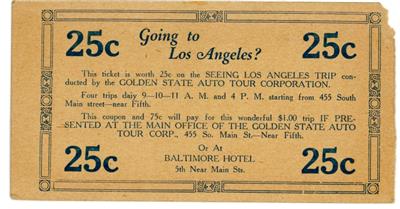 25c Going to 25c
Los Angeles?
This ticket is worth 25c on the SEEING LOS ANGELES TRIP con-
ducted by the GOLDEN STATE AUTO TOUR CORPORATION.
Four trips daiy 9—10—11 A. M. and 4 P. M. starting from 455 South
Main street—near Fifth.
This coupon and 75c will pay for this wonderful $1.00 trip IF PRE-
SENTED AT THE MAIN OFFICE OF THE GOLDEN STATE AUTO
TOUR CORP., 455 So. Main St.—Near Fifth.
Or At
25c BALTIMORE HOTEL 25c
5th Near Main Sts.